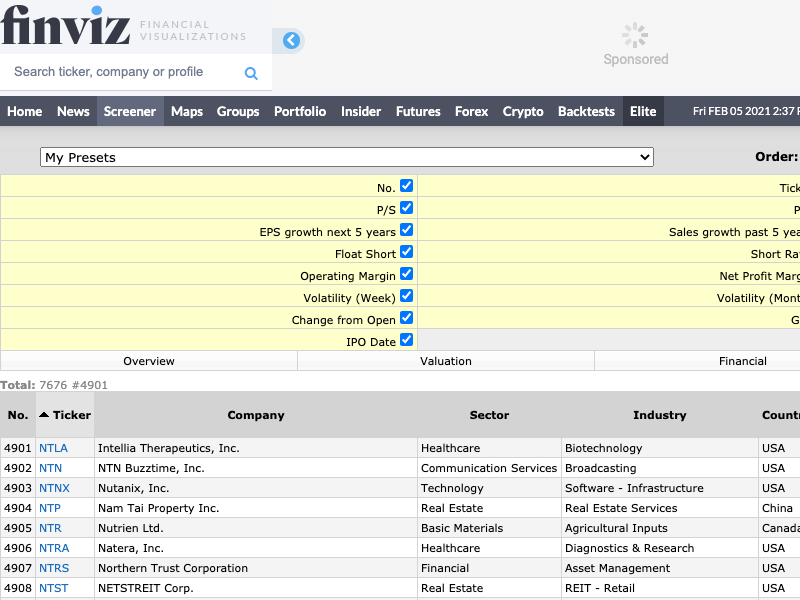 finviz FINANCIAL VISUALIZATIONS
Sponsored
Search ticker, company or profile
Home News Screener Maps Groups Portfolio Insider Futures Forex Crypto Backtests Elite Fri FEB 05 2021 2:37
My Presets Order:
No. Tick
P/S P
EPS growth next 5 years Sales growth past 5 yea
Float Short Short Ra
Operating Margin Net Profit Marg
Volatility (Week) Volatility (Mont
Change from Open G
IPO Date
Overview Valuation Financial
Total: 7676 #4901
No. Ticker Company Sector Industry Countr
4901 NTLA Intellia Therapeutics, Inc. Healthcare Biotechnology USA
4902 NTN NTN Buzztime, Inc. Communication Services Broadcasting USA
4903 NTNX Nutanix, Inc. Technology Software - Infrastructure USA
4904 NTP Nam Tai Property Inc. Real Estate Real Estate Services China
4905 NTR Nutrien Ltd. Basic Materials Agricultural Inputs Canada
4906 NTRA Natera, Inc. Healthcare Diagnostics & Research USA
4907 NTRS Northern Trust Corporation Financial Asset Management USA
4908 NTST NETSTREIT Corp. Real Estate REIT - Retail USA